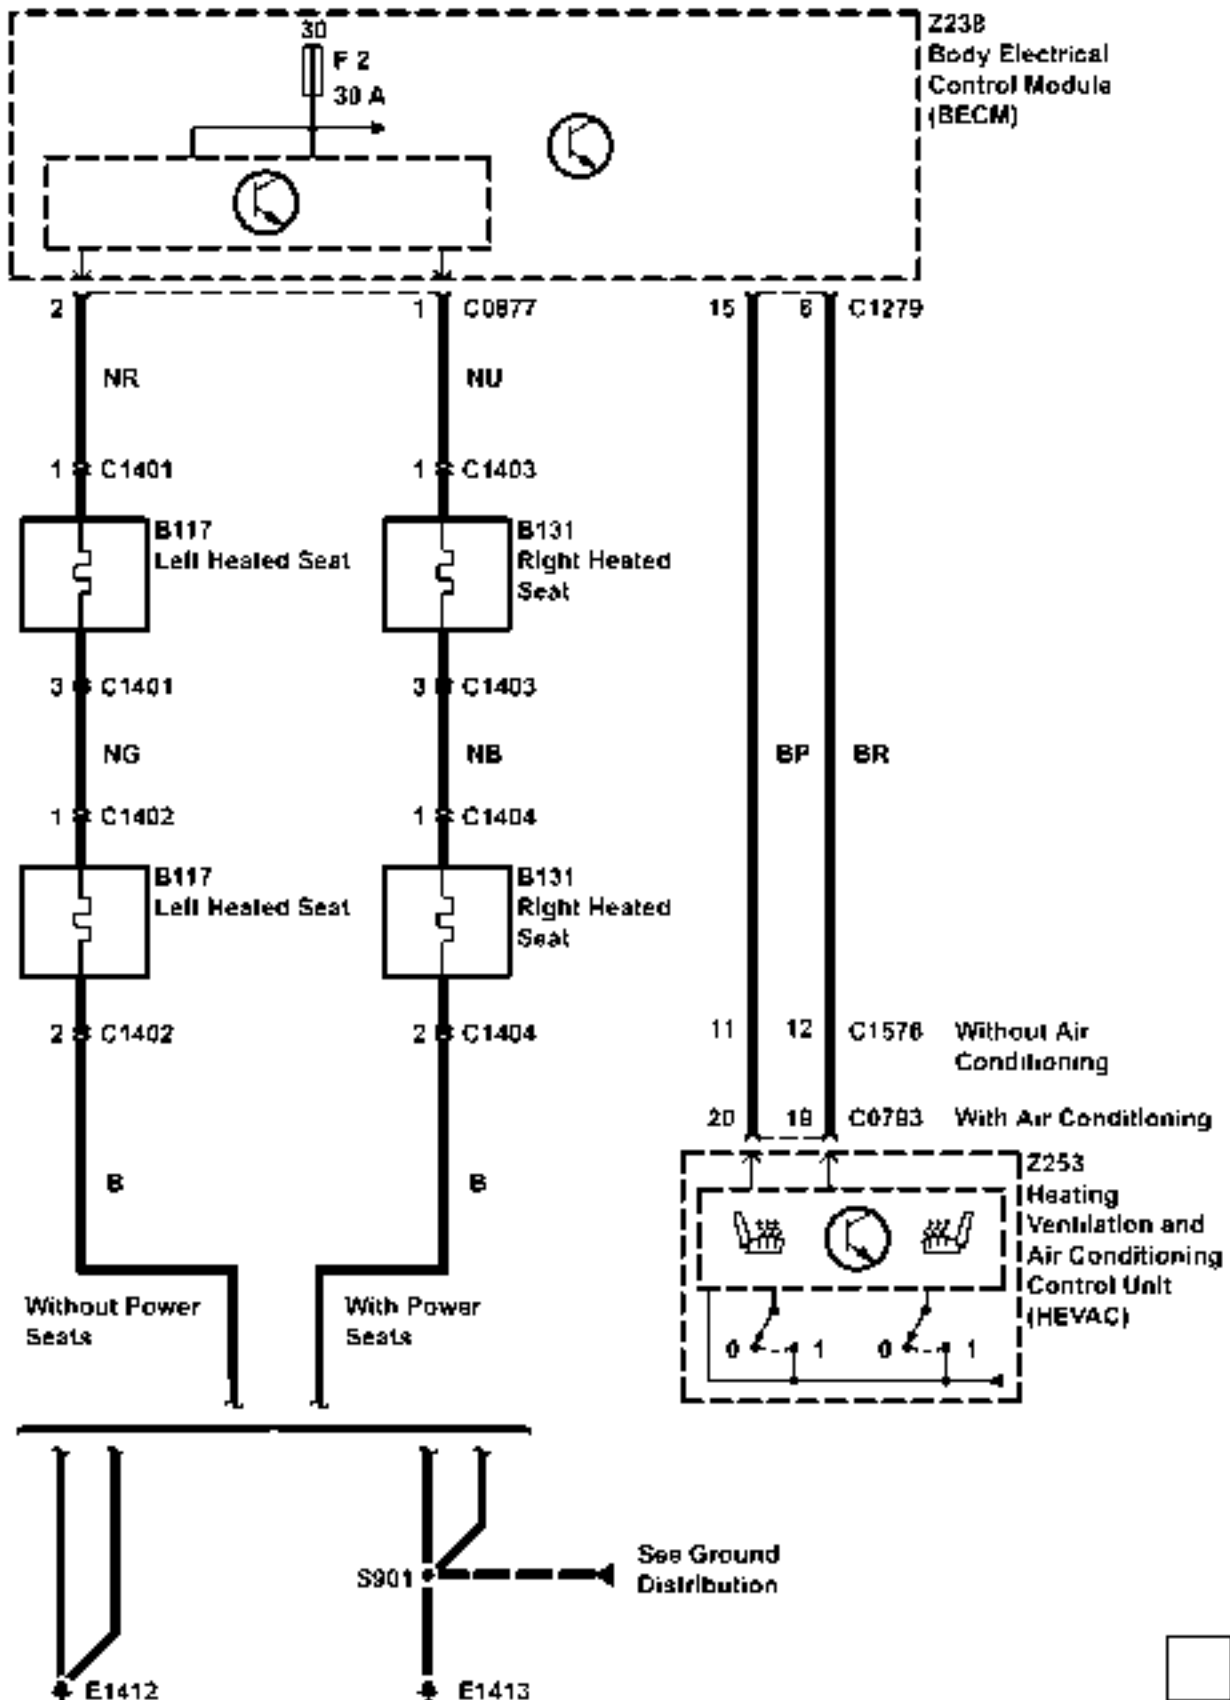 30
F 2
30 A
Z238
Body Electrical
Control Module
(BECM)
2
1
C0877
15
6
C1279
NR
NU
1
C1401
1
C1403
B117
Left Heated Seat
B131
Right Heated
Seat
3
C1401
3
C1403
NG
NB
BP
BR
1
C1402
1
C1404
B117
Left Heated Seat
B131
Right Heated
Seat
2
C1402
2
C1404
11
12
C1576
Without Air
Conditioning
20
19
C0793
With Air Conditioning
B
B
Z253
Heating
Ventilation and
Air Conditioning
Control Unit
(HEVAC)
Without Power
Seats
With Power
Seats
0
1
0
1
S901
See Ground
Distribution
E1412
E1413